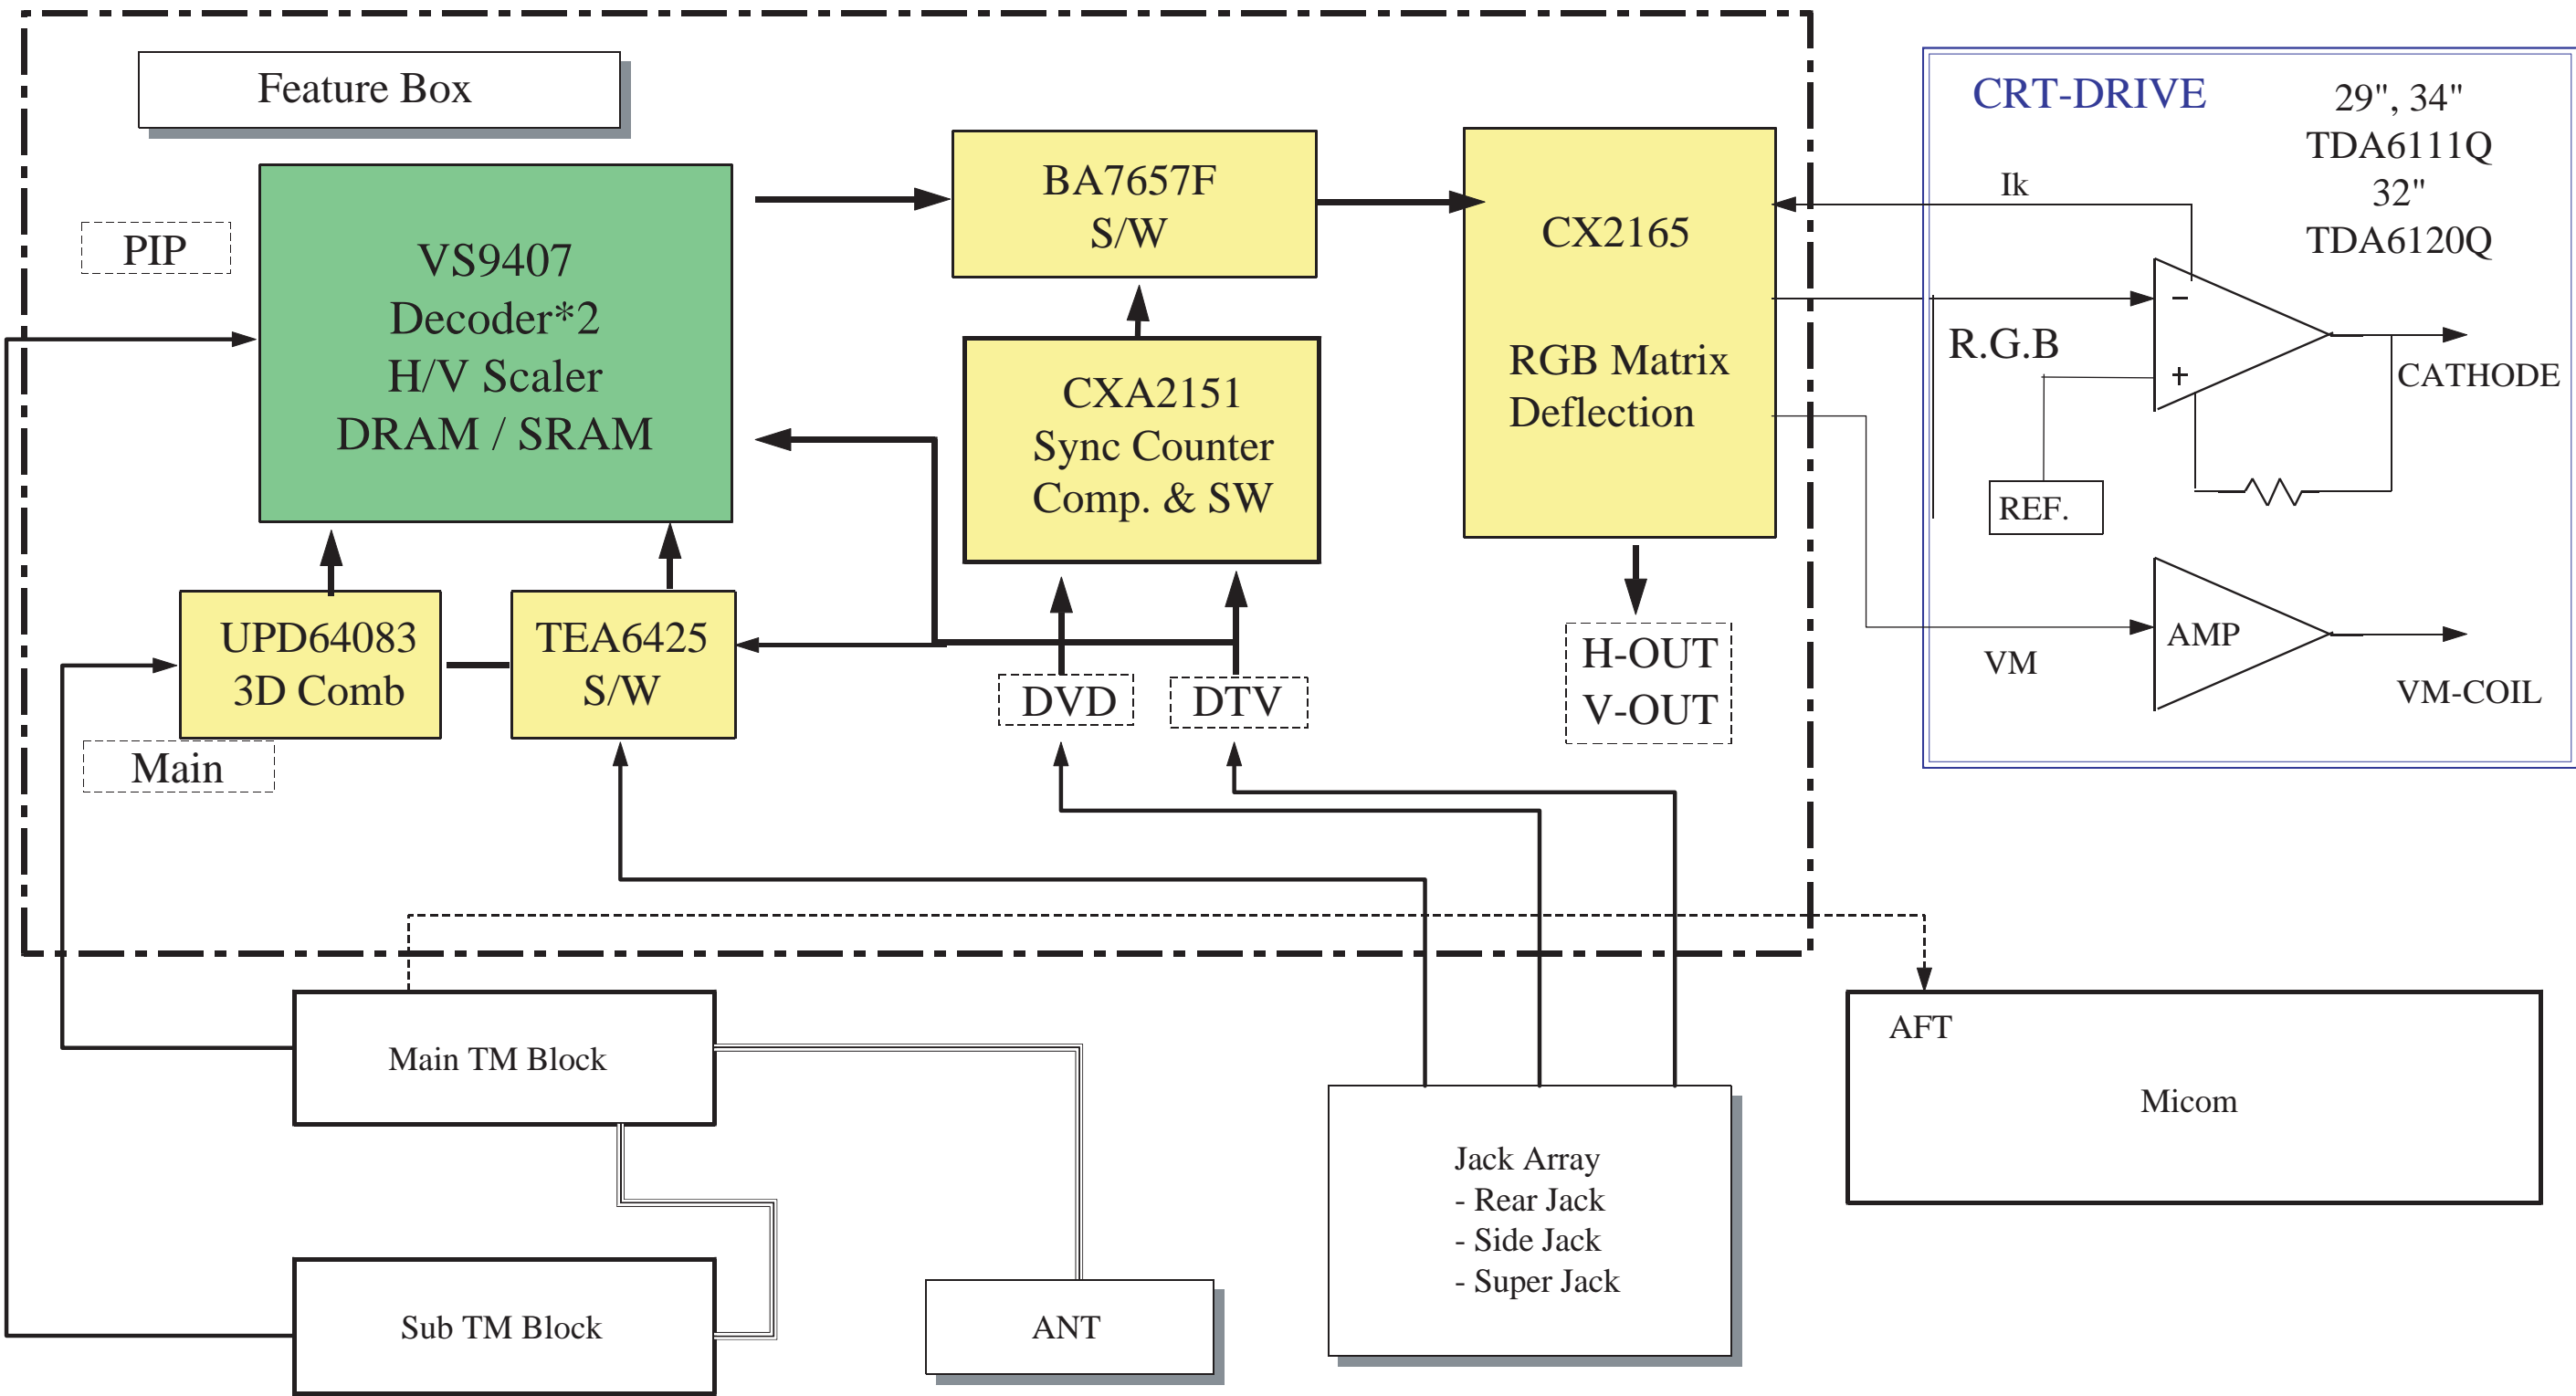 Feature Box
PIP
VS9407
Decoder*2
H/V Scaler
DRAM / SRAM
BA7657F
S/W
CXA2151
Sync Counter
Comp. & SW
CX2165
RGB Matrix
Deflection
UPD64083
3D Comb
TEA6425
S/W
Main
DVD
DTV
H-OUT
V-OUT
CRT-DRIVE
29", 34"
TDA6111Q
32"
TDA6120Q
Ik
R.G.B
−
+
REF.
CATHODE
VM
AMP
VM-COIL
Main TM Block
Sub TM Block
ANT
Jack Array
- Rear Jack
- Side Jack
- Super Jack
AFT
Micom